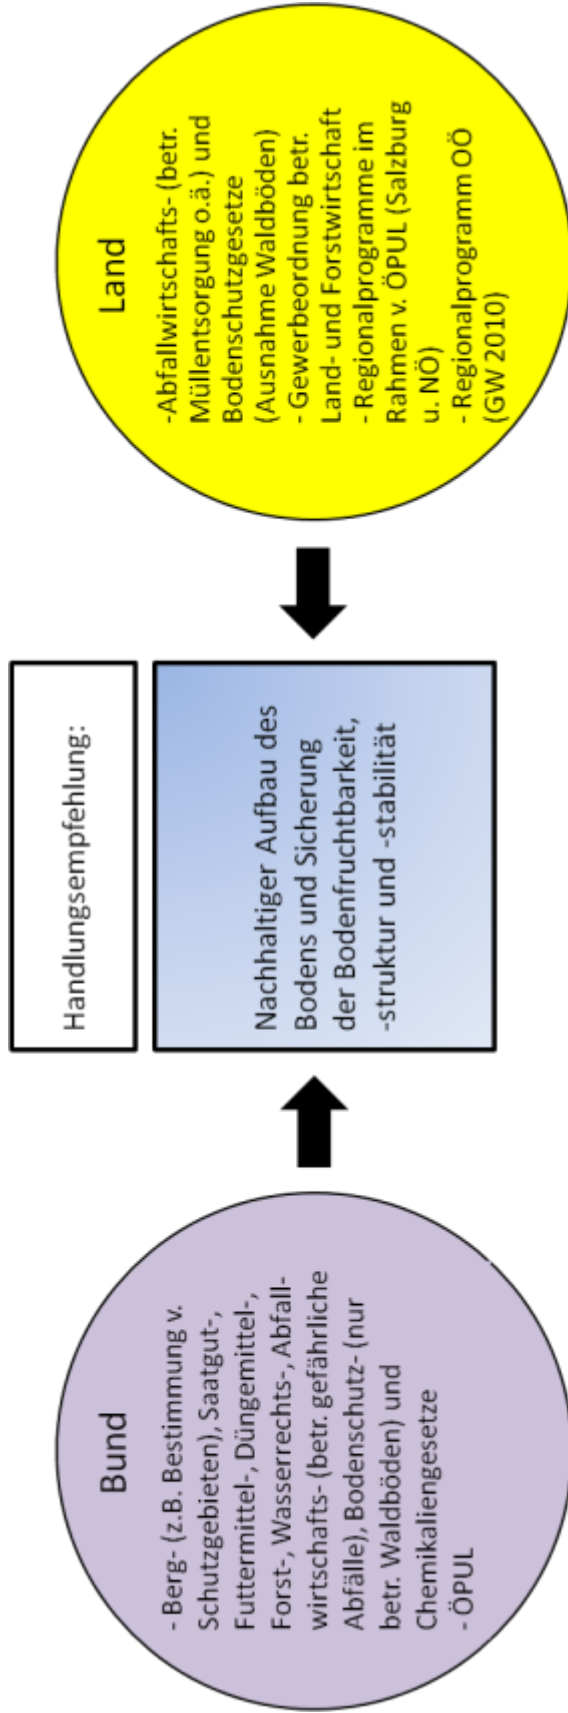 Bund
- Berg- (z.B. Bestimmung v.
Schutzgebieten), Saatgut-,
Futtermittel-, Düngemittel-,
Forst-, Wasserrechts-, Abfall-
wirtschafts- (betr. gefährliche
Abfälle), Bodenschutz- (nur
betr. Waldböden) und
Chemikaliengesetze
- ÖPUL
Handlungsempfehlung:
Nachhaltiger Aufbau des
Bodens und Sicherung
der Bodenfruchtbarkeit,
-struktur und -stabilität
Land
-Abfallwirtschafts- (betr.
Müllentsorgung o.ä.) und
Bodenschutzgesetze
(Ausnahme Waldböden)
- Gewerbeordnung betr.
Land- und Forstwirtschaft
- Regionalprogramme im
Rahmen v. ÖPUL (Salzburg
u. NÖ)
- Regionalprogramm OÖ
(GW 2010)